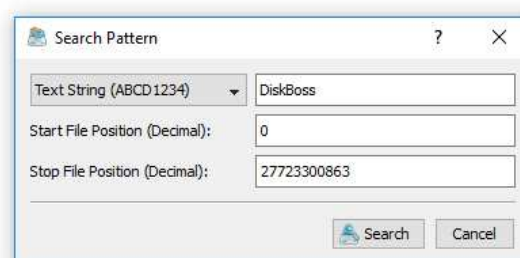 Search Pattern ?
Text String (ABCD1234) DiskBoss
Start File Position (Decimal): 0
Stop File Position (Decimal): 27723300863
Search Cancel